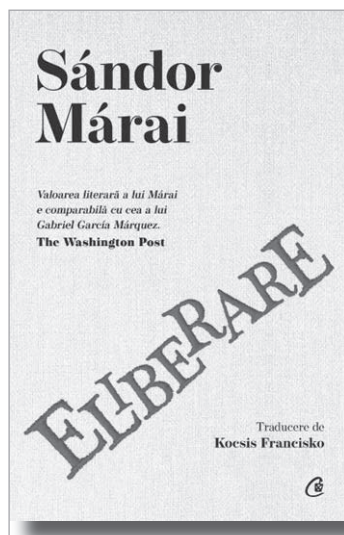 Sándor
Márai
Valoarea literară a lui Márai
e comparabilă cu cea a lui
Gabriel García Márquez.
The Washington Post
ELIBERARE
Traducere de
Kocsis Francisko